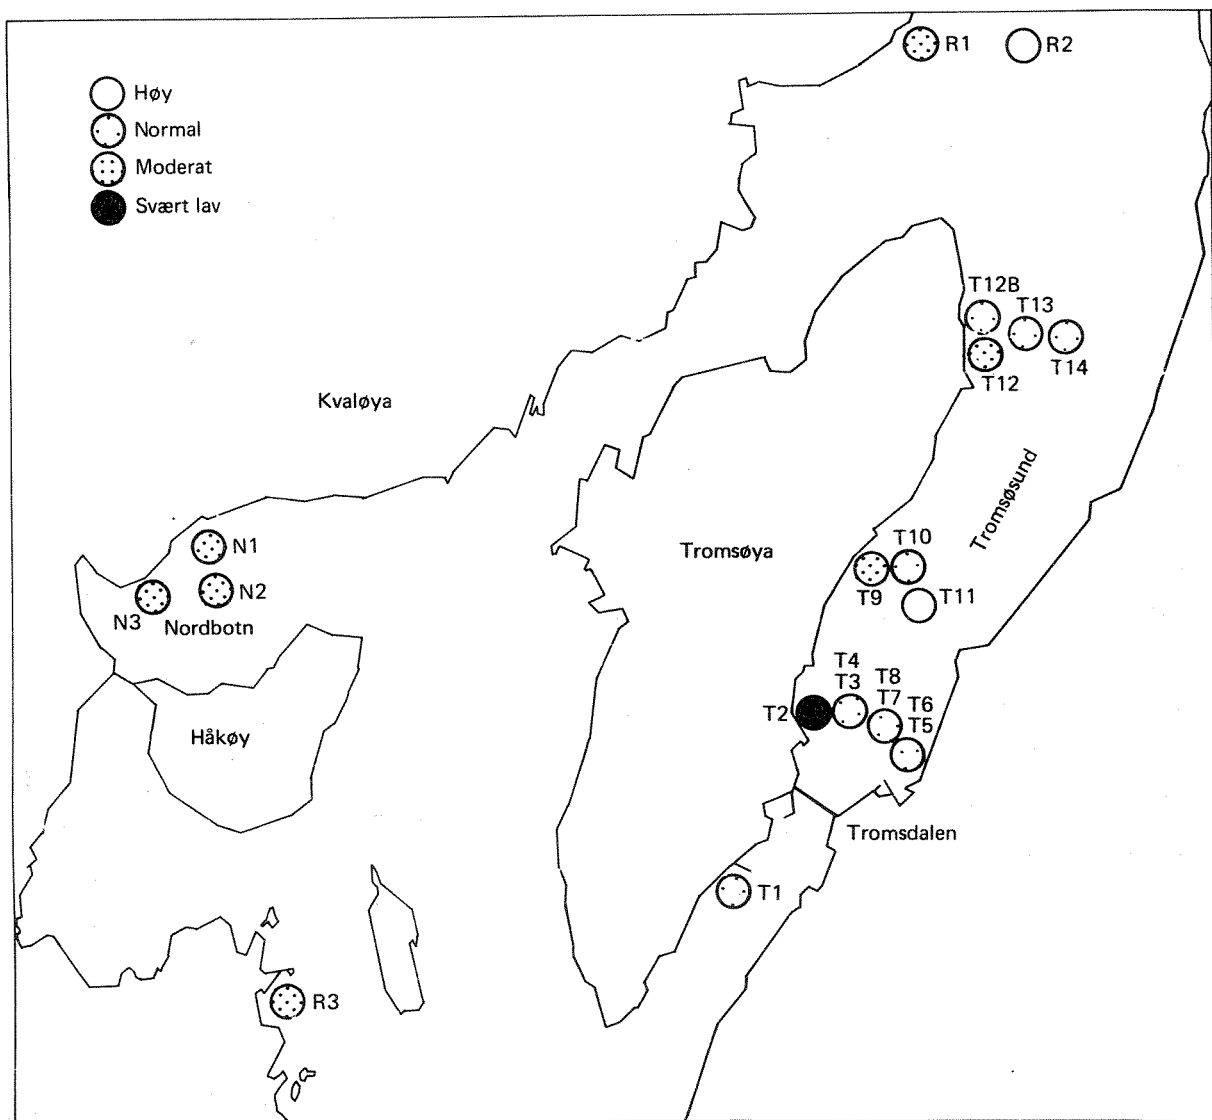 R1
R2
Høy
Normal
Moderat
Svært lav
T12B
T13
T14
T12
Kvaløya
Tromsøsund
N1
N2
N3
Nordbotn
Tromsøya
T10
T9
T11
T4
T3
T8
T7
T6
T5
T2
Håkøy
Tromsdalen
T1
R3